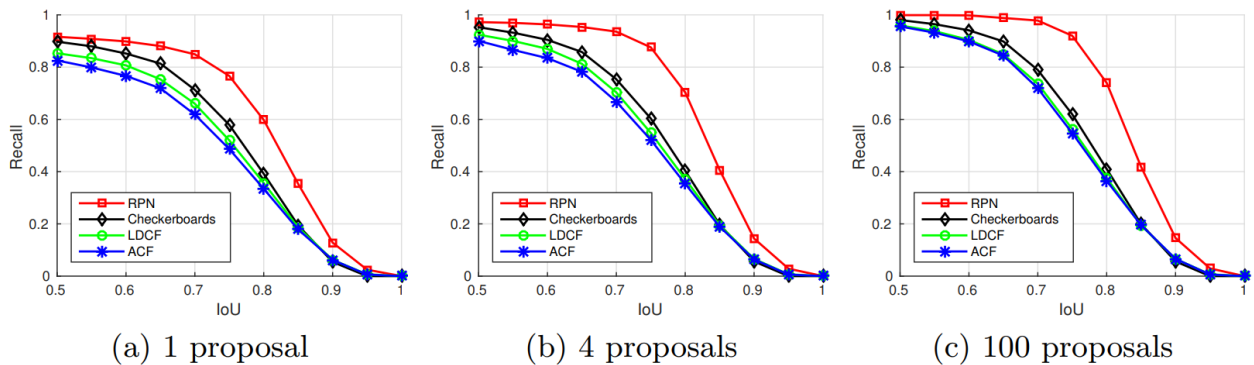 1
0.8
0.6
0.4
0.2
0
Recall
RPN
Checkerboards
LDCF
ACF
0.5 0.6 0.7 0.8 0.9 1
IoU
(a) 1 proposal
1
0.8
0.6
0.4
0.2
0
Recall
RPN
Checkerboards
LDCF
ACF
0.5 0.6 0.7 0.8 0.9 1
IoU
(b) 4 proposals
1
0.8
0.6
0.4
0.2
0
Recall
RPN
Checkerboards
LDCF
ACF
0.5 0.6 0.7 0.8 0.9 1
IoU
(c) 100 proposals